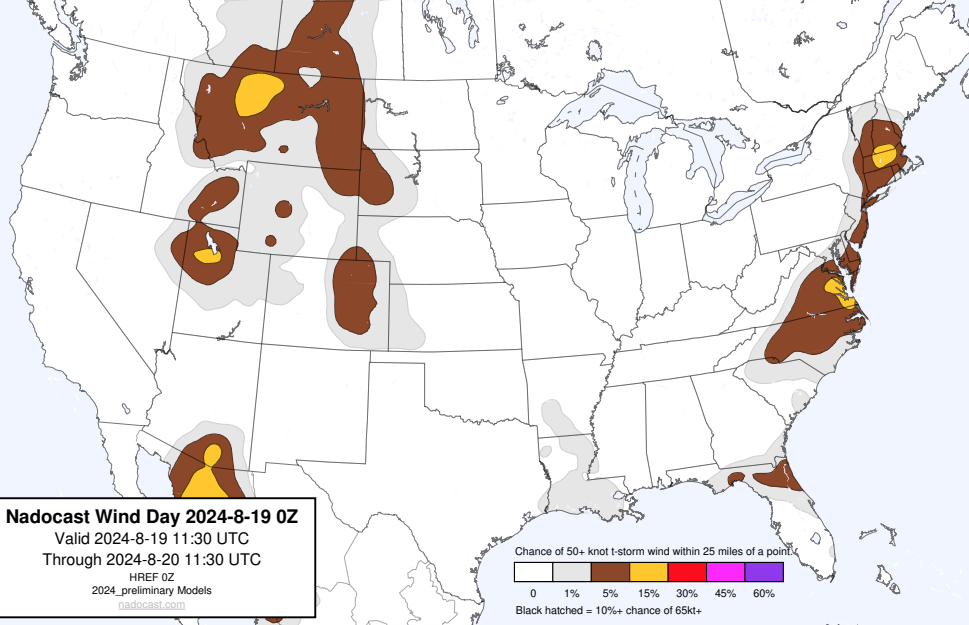 Nadocast Wind Day 2024-8-19 0Z
Valid 2024-8-19 11:30 UTC
Through 2024-8-20 11:30 UTC
HREF 0Z
2024_preliminary Models
nadocast.com
Chance of 50+ knot t-storm wind within 25 miles of a point.
0 1% 5% 15% 30% 45% 60%
Black hatched = 10%+ chance of 65kt+